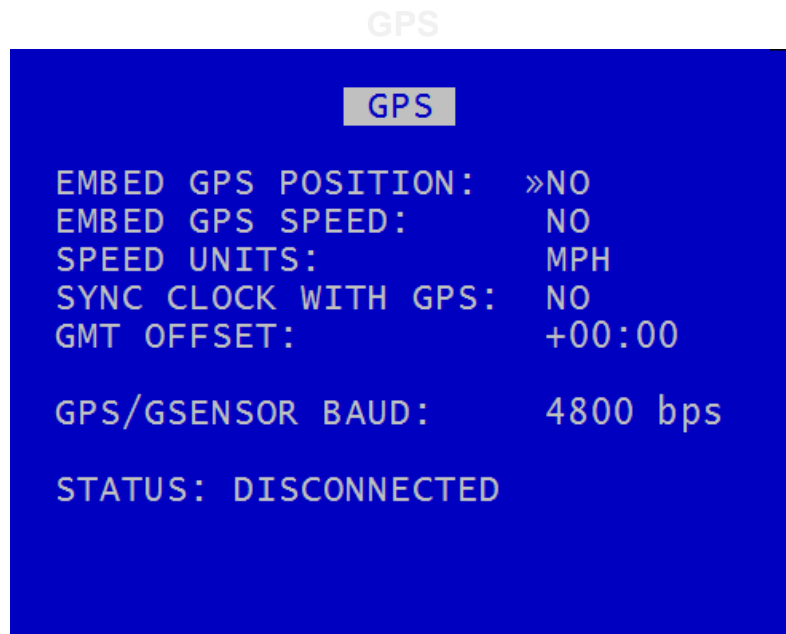 GPS
GPS
EMBED GPS POSITION: »NO
EMBED GPS SPEED: NO
SPEED UNITS: MPH
SYNC CLOCK WITH GPS: NO
GMT OFFSET: +00:00
GPS/GSENSOR BAUD: 4800 bps
STATUS: DISCONNECTED